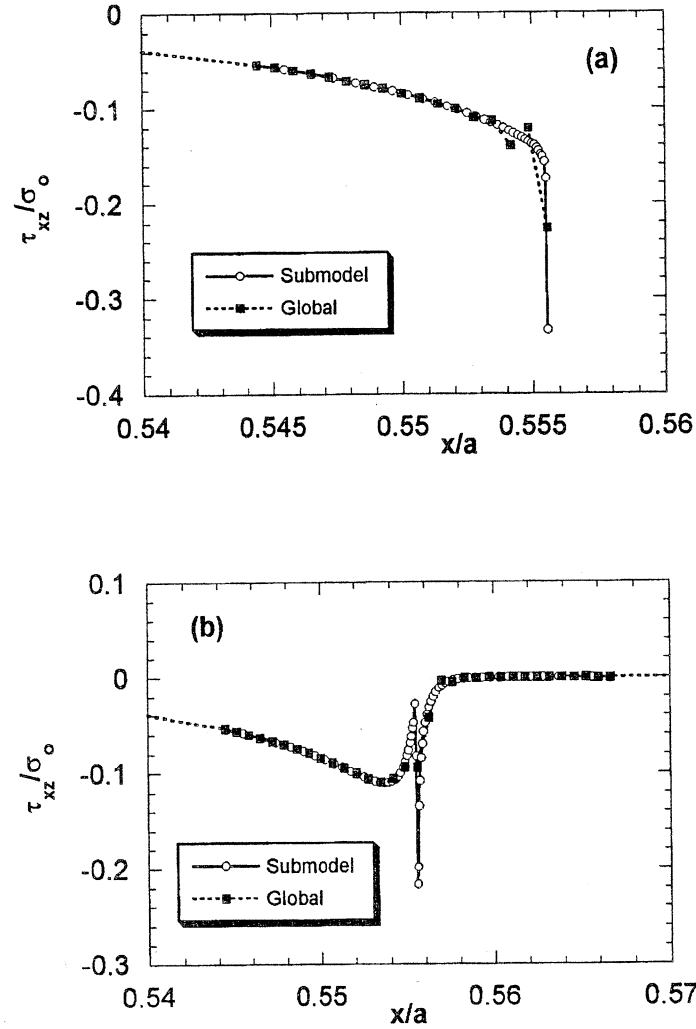 0
(a)
-0.1
-0.2
τxz/σo
Submodel
Global
-0.3
-0.4
0.54 0.545 0.55 0.555 0.56
x/a
0.1
(b)
0
-0.1
τxz/σo
Submodel
Global
-0.2
-0.3
0.54 0.55 0.56 0.57
x/a